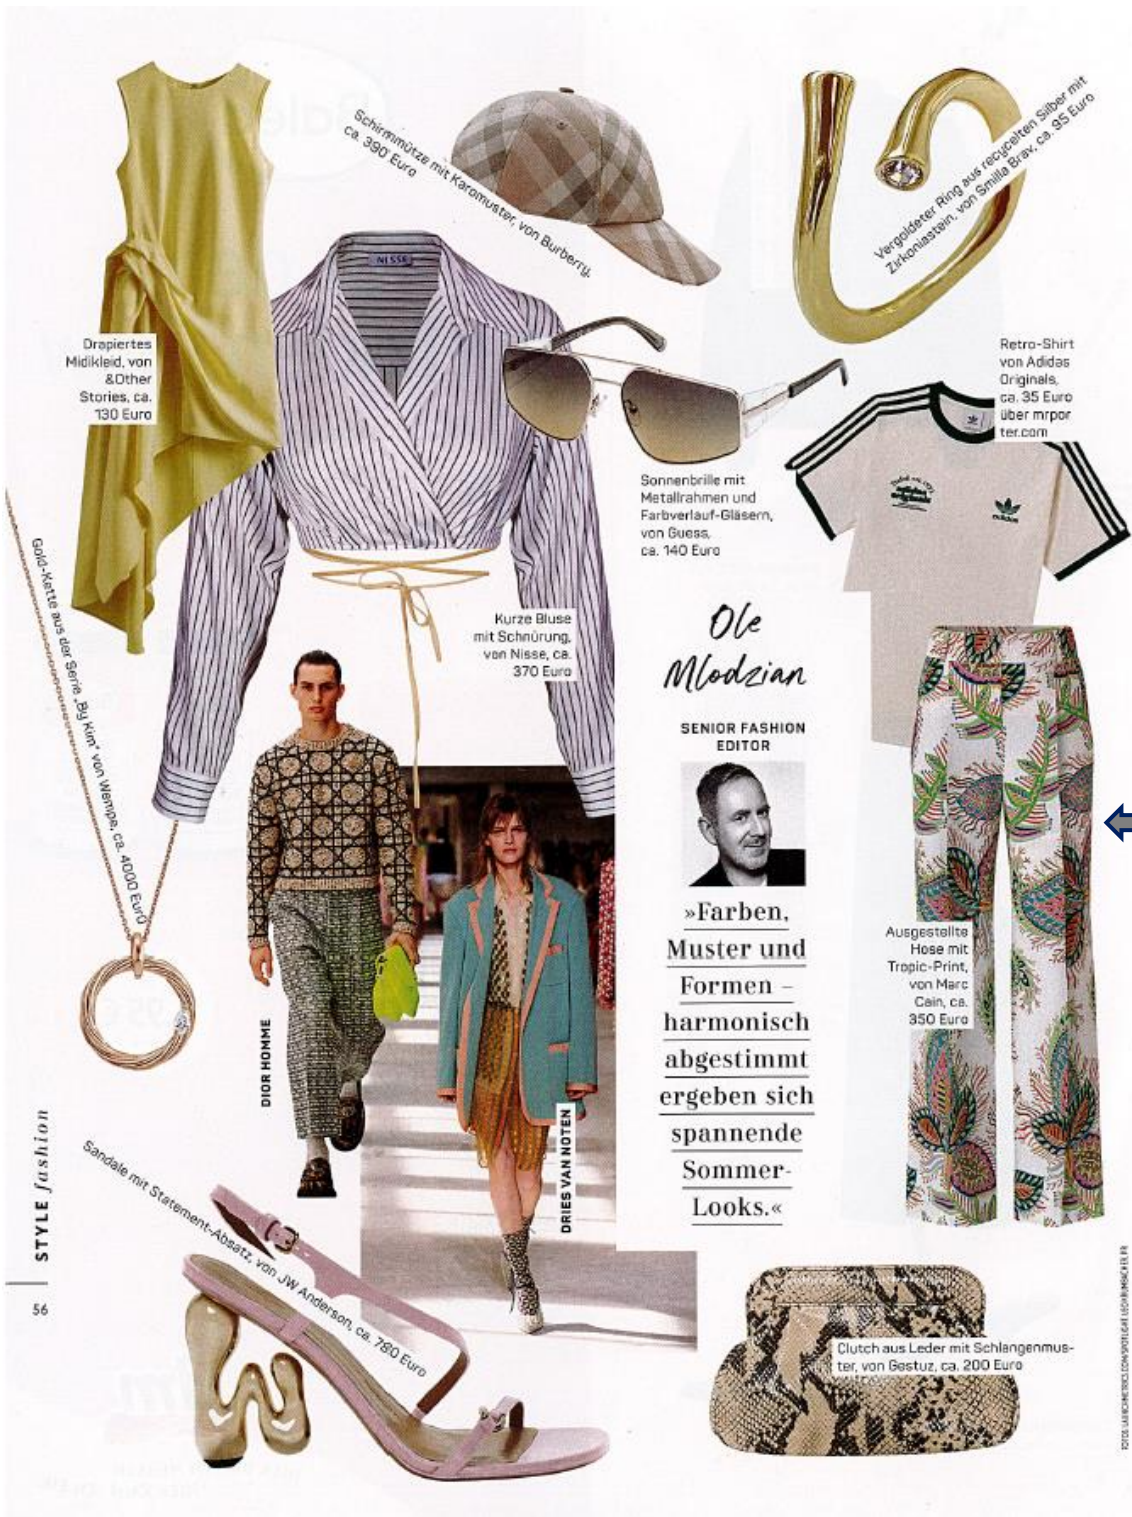 Schirmmütze mit Karomuster, von Burberry,
ca. 390 Euro
Vergoldeter Ring aus recycelten Silber mit
Zirkoniastein, von Smilla Brav, ca. 95 Euro
NISSE
Drapiertes
Midikleid, von
&Other
Stories, ca.
130 Euro
Retro-Shirt
von Adidas
Originals,
ca. 35 Euro
über mrpor
ter.com
adidas
Sonnenbrille mit
Metallrahmen und
Farbverlauf-Gläsern,
von Guess,
ca. 140 Euro
Gold-Kette aus der Serie „By Kim“ von Wempe, ca. 4000 Euro
Kurze Bluse
mit Schnürung,
von Nisse, ca.
370 Euro
Ole
Mlodzian
SENIOR FASHION
EDITOR
»Farben,
Muster und
Formen –
harmonisch
abgestimmt
ergeben sich
spannende
Sommer-
Looks.«
Ausgestellte
Hose mit
Tropic-Print,
von Marc
Cain, ca.
350 Euro
DIOR HOMME
DRIES VAN NOTEN
Sandale mit Statement-Absatz, von JW Anderson, ca. 780 Euro
Clutch aus Leder mit Schlangenmus-
ter, von Gestuz, ca. 200 Euro
STYLE fashion
56